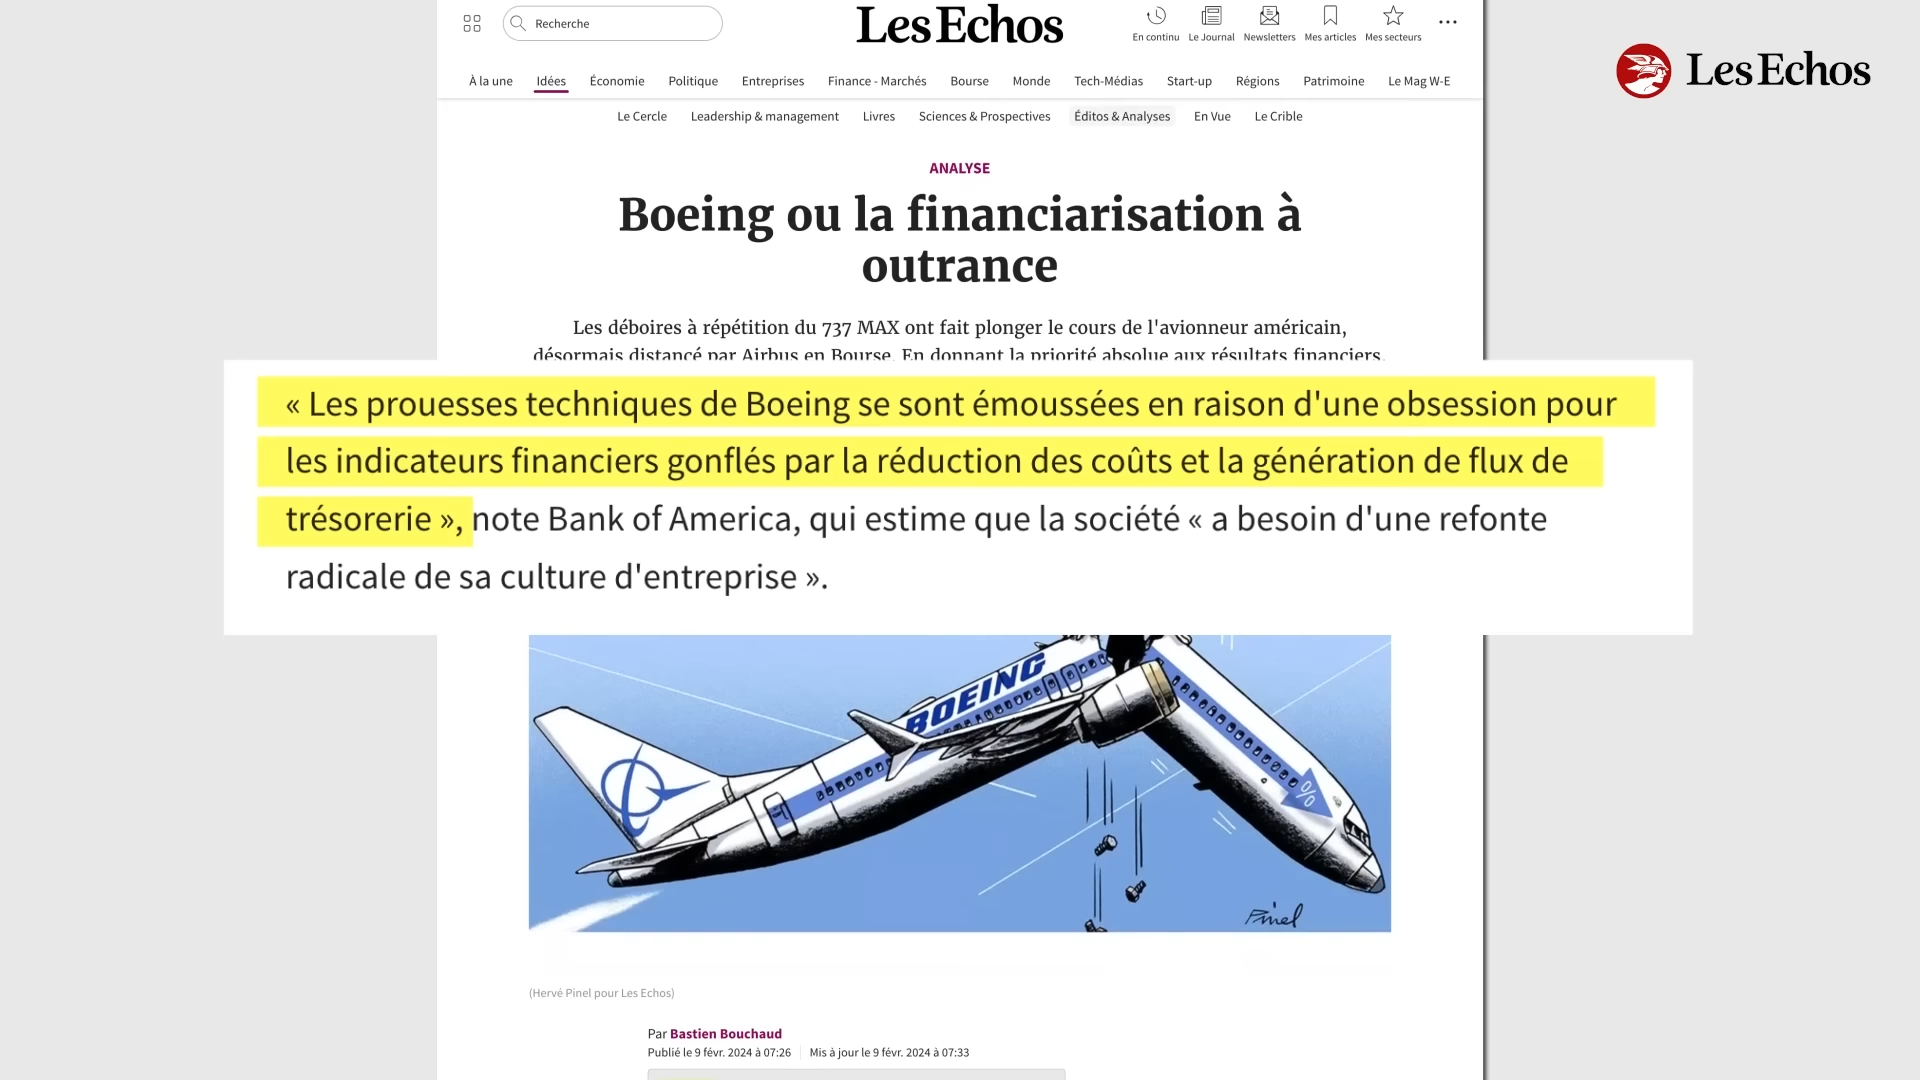 Recherche
Les Echos
En continu Le Journal Newsletters Mes articles Mes secteurs
Les Echos
À la une Idées Économie Politique Entreprises Finance - Marchés Bourse Monde Tech-Médias Start-up Régions Patrimoine Le Mag W-E
Le Cercle Leadership & management Livres Sciences & Prospectives Éditos & Analyses En Vue Le Crible
ANALYSE
Boeing ou la financiarisation à
outrance
Les déboires à répétition du 737 MAX ont fait plonger le cours de l'avionneur américain,
désormais distancé par Airbus en Bourse. En donnant la priorité absolue aux résultats financiers,
« Les prouesses techniques de Boeing se sont émoussées en raison d'une obsession pour
les indicateurs financiers gonflés par la réduction des coûts et la génération de flux de
trésorerie », note Bank of America, qui estime que la société « a besoin d'une refonte
radicale de sa culture d'entreprise ».
BOEING
%
Pinel
(Hervé Pinel pour Les Echos)
Par Bastien Bouchaud
Publié le 9 févr. 2024 à 07:26 Mis à jour le 9 févr. 2024 à 07:33